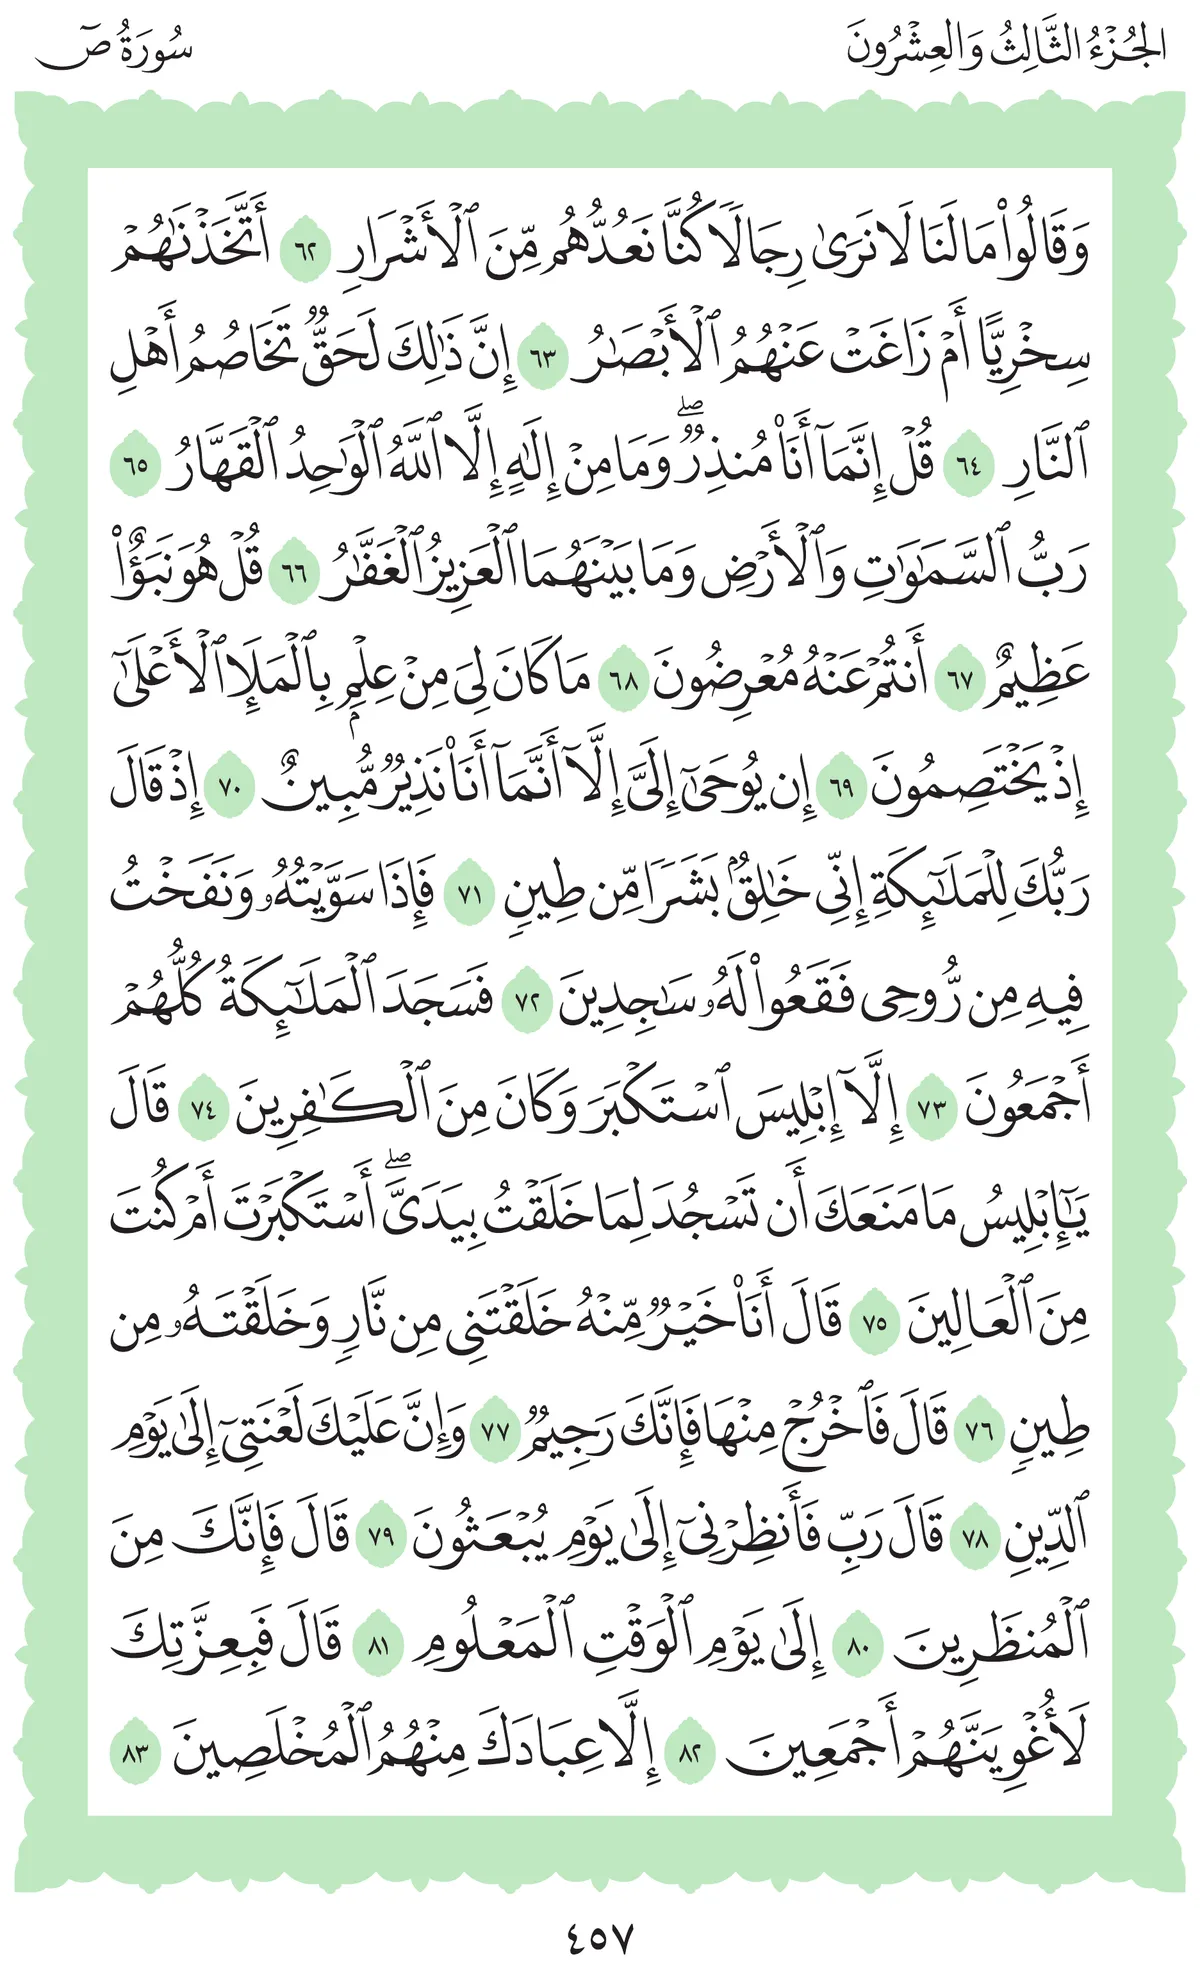 الجُزْءُ الثَّالِثُ وَالعِشْرُونَ
سُورَةُ صٓ
وَقَالُوا۟ مَا لَنَا لَا نَرَىٰ رِجَالًۭا كُنَّا نَعُدُّهُم مِّنَ ٱلْأَشْرَارِ ٦٢ أَتَّخَذْنَـٰهُمْ
سِخْرِيًّا أَمْ زَاغَتْ عَنْهُمُ ٱلْأَبْصَـٰرُ ٦٣ إِنَّ ذَٰلِكَ لَحَقٌّۭ تَخَاصُمُ أَهْلِ
ٱلنَّارِ ٦٤ قُلْ إِنَّمَآ أَنَا۠ مُنذِرٌۭ ۖ وَمَا مِنْ إِلَـٰهٍ إِلَّا ٱللَّهُ ٱلْوَٰحِدُ ٱلْقَهَّارُ ٦٥
رَبُّ ٱلسَّمَـٰوَٰتِ وَٱلْأَرْضِ وَمَا بَيْنَهُمَا ٱلْعَزِيزُ ٱلْغَفَّـٰرُ ٦٦ قُلْ هُوَ نَبَؤٌا۟
عَظِيمٌ ٦٧ أَنتُمْ عَنْهُ مُعْرِضُونَ ٦٨ مَا كَانَ لِىَ مِنْ عِلْمٍۭ بِٱلْمَلَإِ ٱلْأَعْلَىٰٓ
إِذْ يَخْتَصِمُونَ ٦٩ إِن يُوحَىٰٓ إِلَىَّ إِلَّآ أَنَّمَآ أَنَا۠ نَذِيرٌۭ مُّبِينٌ ٧٠ إِذْ قَالَ
رَبُّكَ لِلْمَلَـٰٓئِكَةِ إِنِّى خَـٰلِقٌۢ بَشَرًۭا مِّن طِينٍۢ ٧١ فَإِذَا سَوَّيْتُهُۥ وَنَفَخْتُ
فِيهِ مِن رُّوحِى فَقَعُوا۟ لَهُۥ سَـٰجِدِينَ ٧٢ فَسَجَدَ ٱلْمَلَـٰٓئِكَةُ كُلُّهُمْ
أَجْمَعُونَ ٧٣ إِلَّآ إِبْلِيسَ ٱسْتَكْبَرَ وَكَانَ مِنَ ٱلْكَـٰفِرِينَ ٧٤ قَالَ
يَـٰٓإِبْلِيسُ مَا مَنَعَكَ أَن تَسْجُدَ لِمَا خَلَقْتُ بِيَدَىَّ ۖ أَسْتَكْبَرْتَ أَمْ كُنتَ
مِنَ ٱلْعَالِينَ ٧٥ قَالَ أَنَا۠ خَيْرٌۭ مِّنْهُ خَلَقْتَنِى مِن نَّارٍۢ وَخَلَقْتَهُۥ مِن
طِينٍۢ ٧٦ قَالَ فَٱخْرُجْ مِنْهَا فَإِنَّكَ رَجِيمٌۭ ٧٧ وَإِنَّ عَلَيْكَ لَعْنَتِىٓ إِلَىٰ يَوْمِ
ٱلدِّينِ ٧٨ قَالَ رَبِّ فَأَنظِرْنِىٓ إِلَىٰ يَوْمِ يُبْعَثُونَ ٧٩ قَالَ فَإِنَّكَ مِنَ
ٱلْمُنظَرِينَ ٨٠ إِلَىٰ يَوْمِ ٱلْوَقْتِ ٱلْمَعْلُومِ ٨١ قَالَ فَبِعِزَّتِكَ
لَأُغْوِيَنَّهُمْ أَجْمَعِينَ ٨٢ إِلَّا عِبَادَكَ مِنْهُمُ ٱلْمُخْلَصِينَ ٨٣
٤٥٧